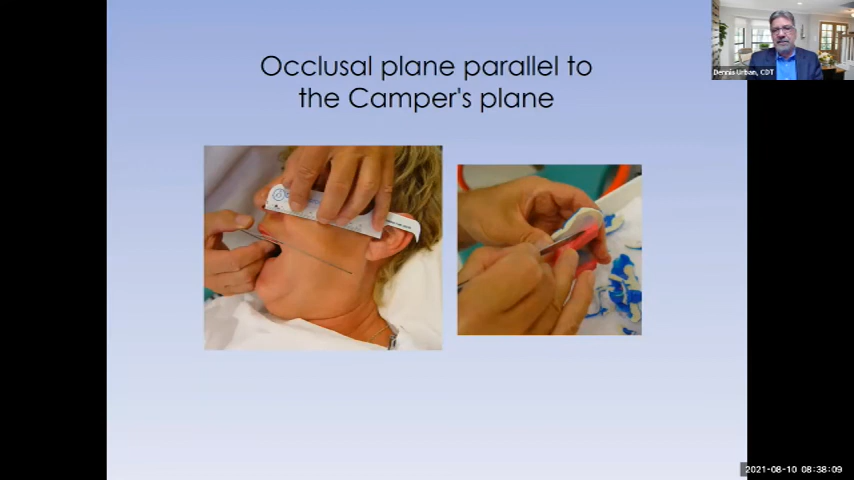 Occlusal plane parallel to
the Camper's plane
Dennis Urban, CDT
2021-08-10 08:38:09